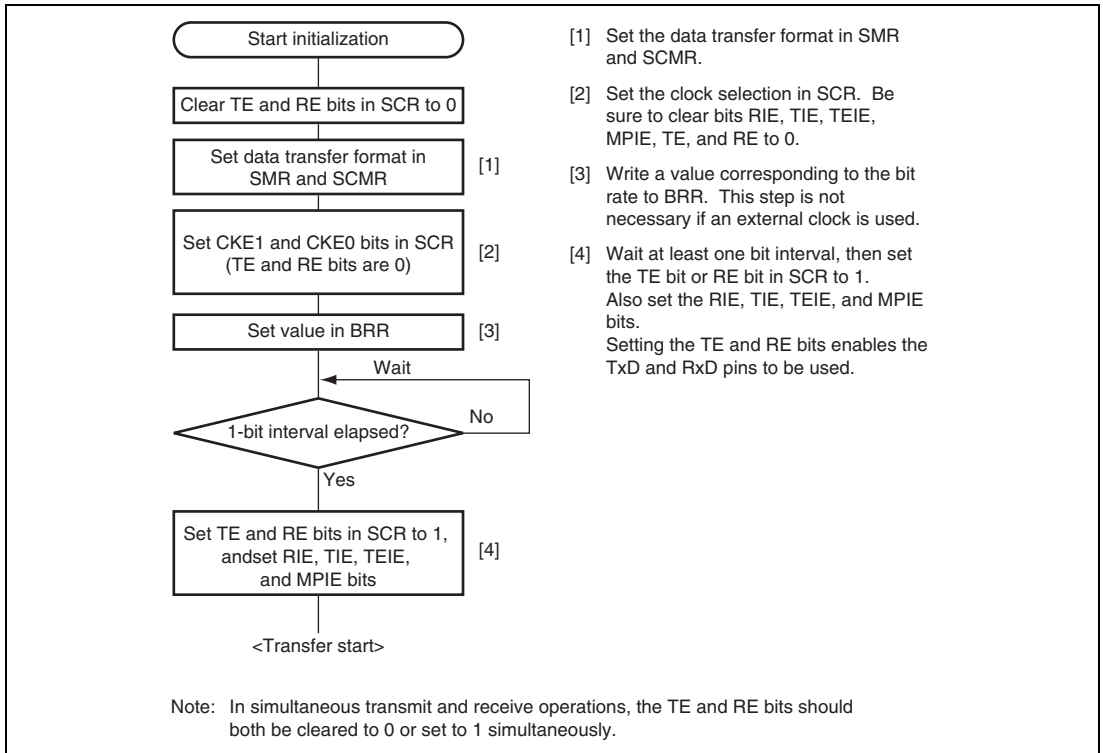 Start initialization
Clear TE and RE bits in SCR to 0
Set data transfer format in
SMR and SCMR
[1]
Set CKE1 and CKE0 bits in SCR
(TE and RE bits are 0)
[2]
Set value in BRR
[3]
Wait
No
1-bit interval elapsed?
Yes
Set TE and RE bits in SCR to 1,
andset RIE, TIE, TEIE,
and MPIE bits
[4]
<Transfer start>
[1] Set the data transfer format in SMR
and SCMR.
[2] Set the clock selection in SCR. Be
sure to clear bits RIE, TIE, TEIE,
MPIE, TE, and RE to 0.
[3] Write a value corresponding to the bit
rate to BRR. This step is not
necessary if an external clock is used.
[4] Wait at least one bit interval, then set
the TE bit or RE bit in SCR to 1.
Also set the RIE, TIE, TEIE, and MPIE
bits.
Setting the TE and RE bits enables the
TxD and RxD pins to be used.
Note: In simultaneous transmit and receive operations, the TE and RE bits should
both be cleared to 0 or set to 1 simultaneously.